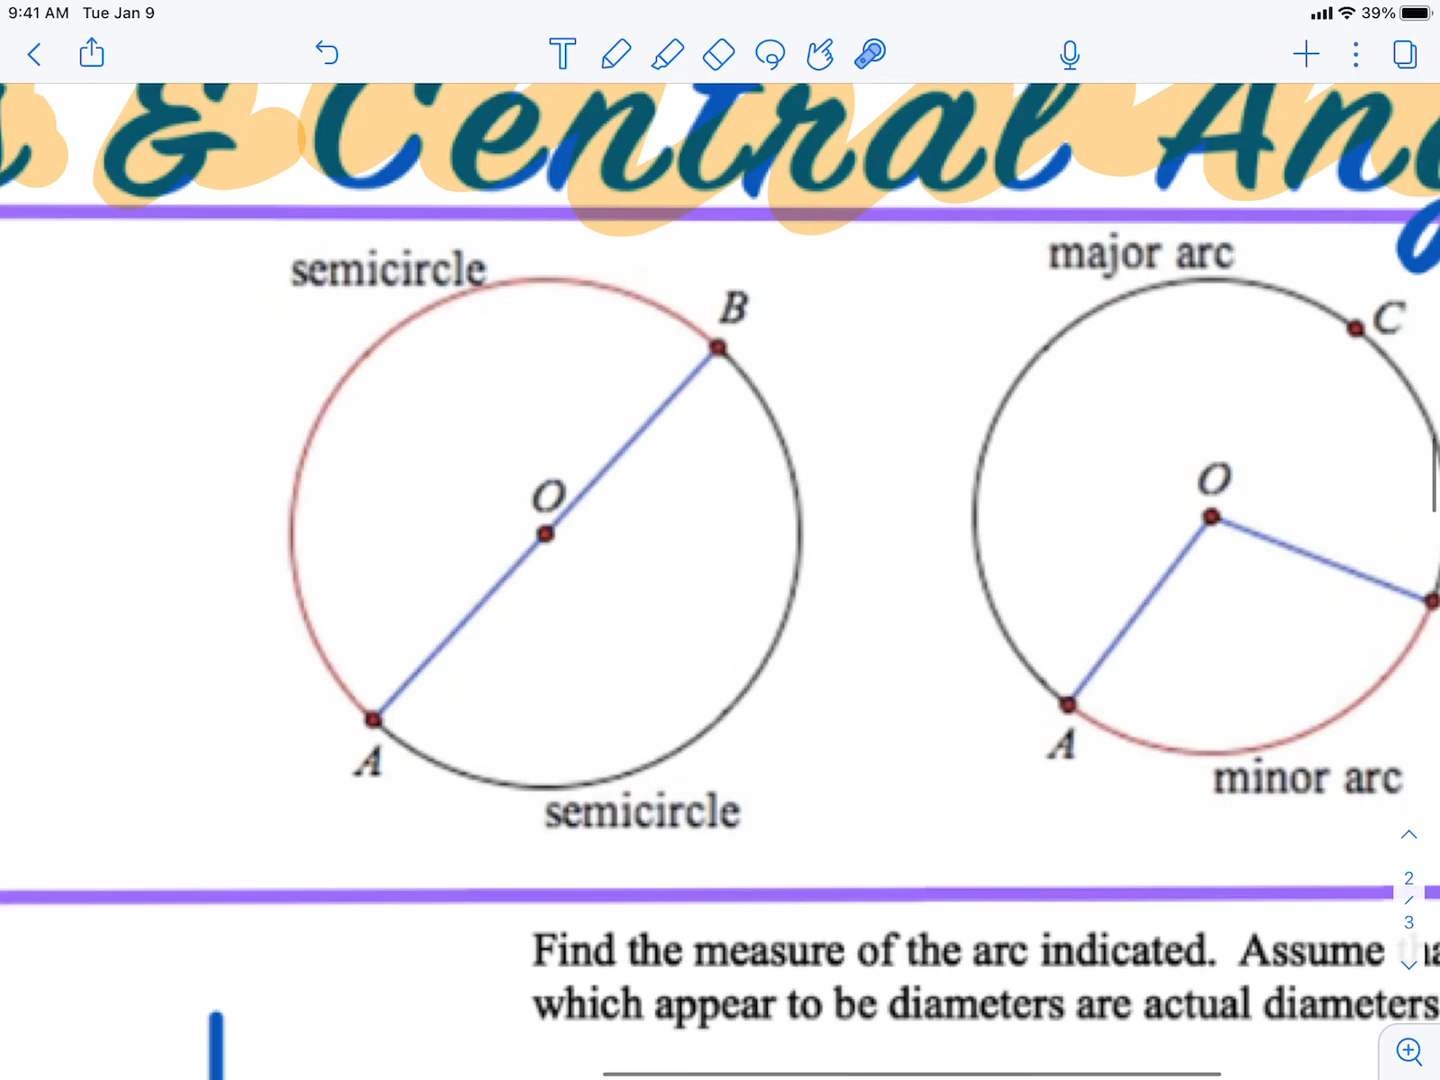 9:41 AM Tue Jan 9
39%
& Central
semicircle
B
O
A
semicircle
major arc
C
O
A
minor arc
2
/
3
Find the measure of the arc indicated. Assume
which appear to be diameters are actual diameters